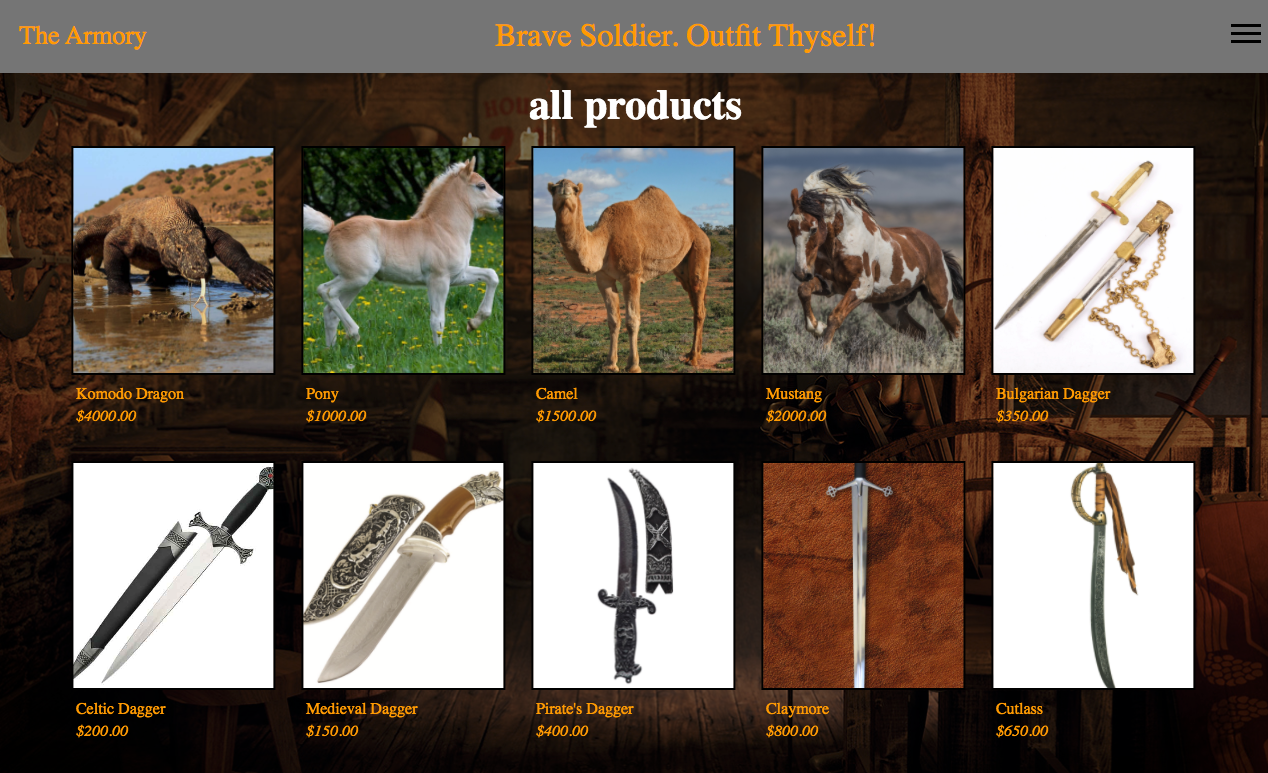 The Armory
Brave Soldier. Outfit Thyself!
all products
Komodo Dragon
$4000.00
Pony
$1000.00
Camel
$1500.00
Mustang
$2000.00
Bulgarian Dagger
$350.00
Celtic Dagger
$200.00
Medieval Dagger
$150.00
Pirate's Dagger
$400.00
Claymore
$800.00
Cutlass
$650.00